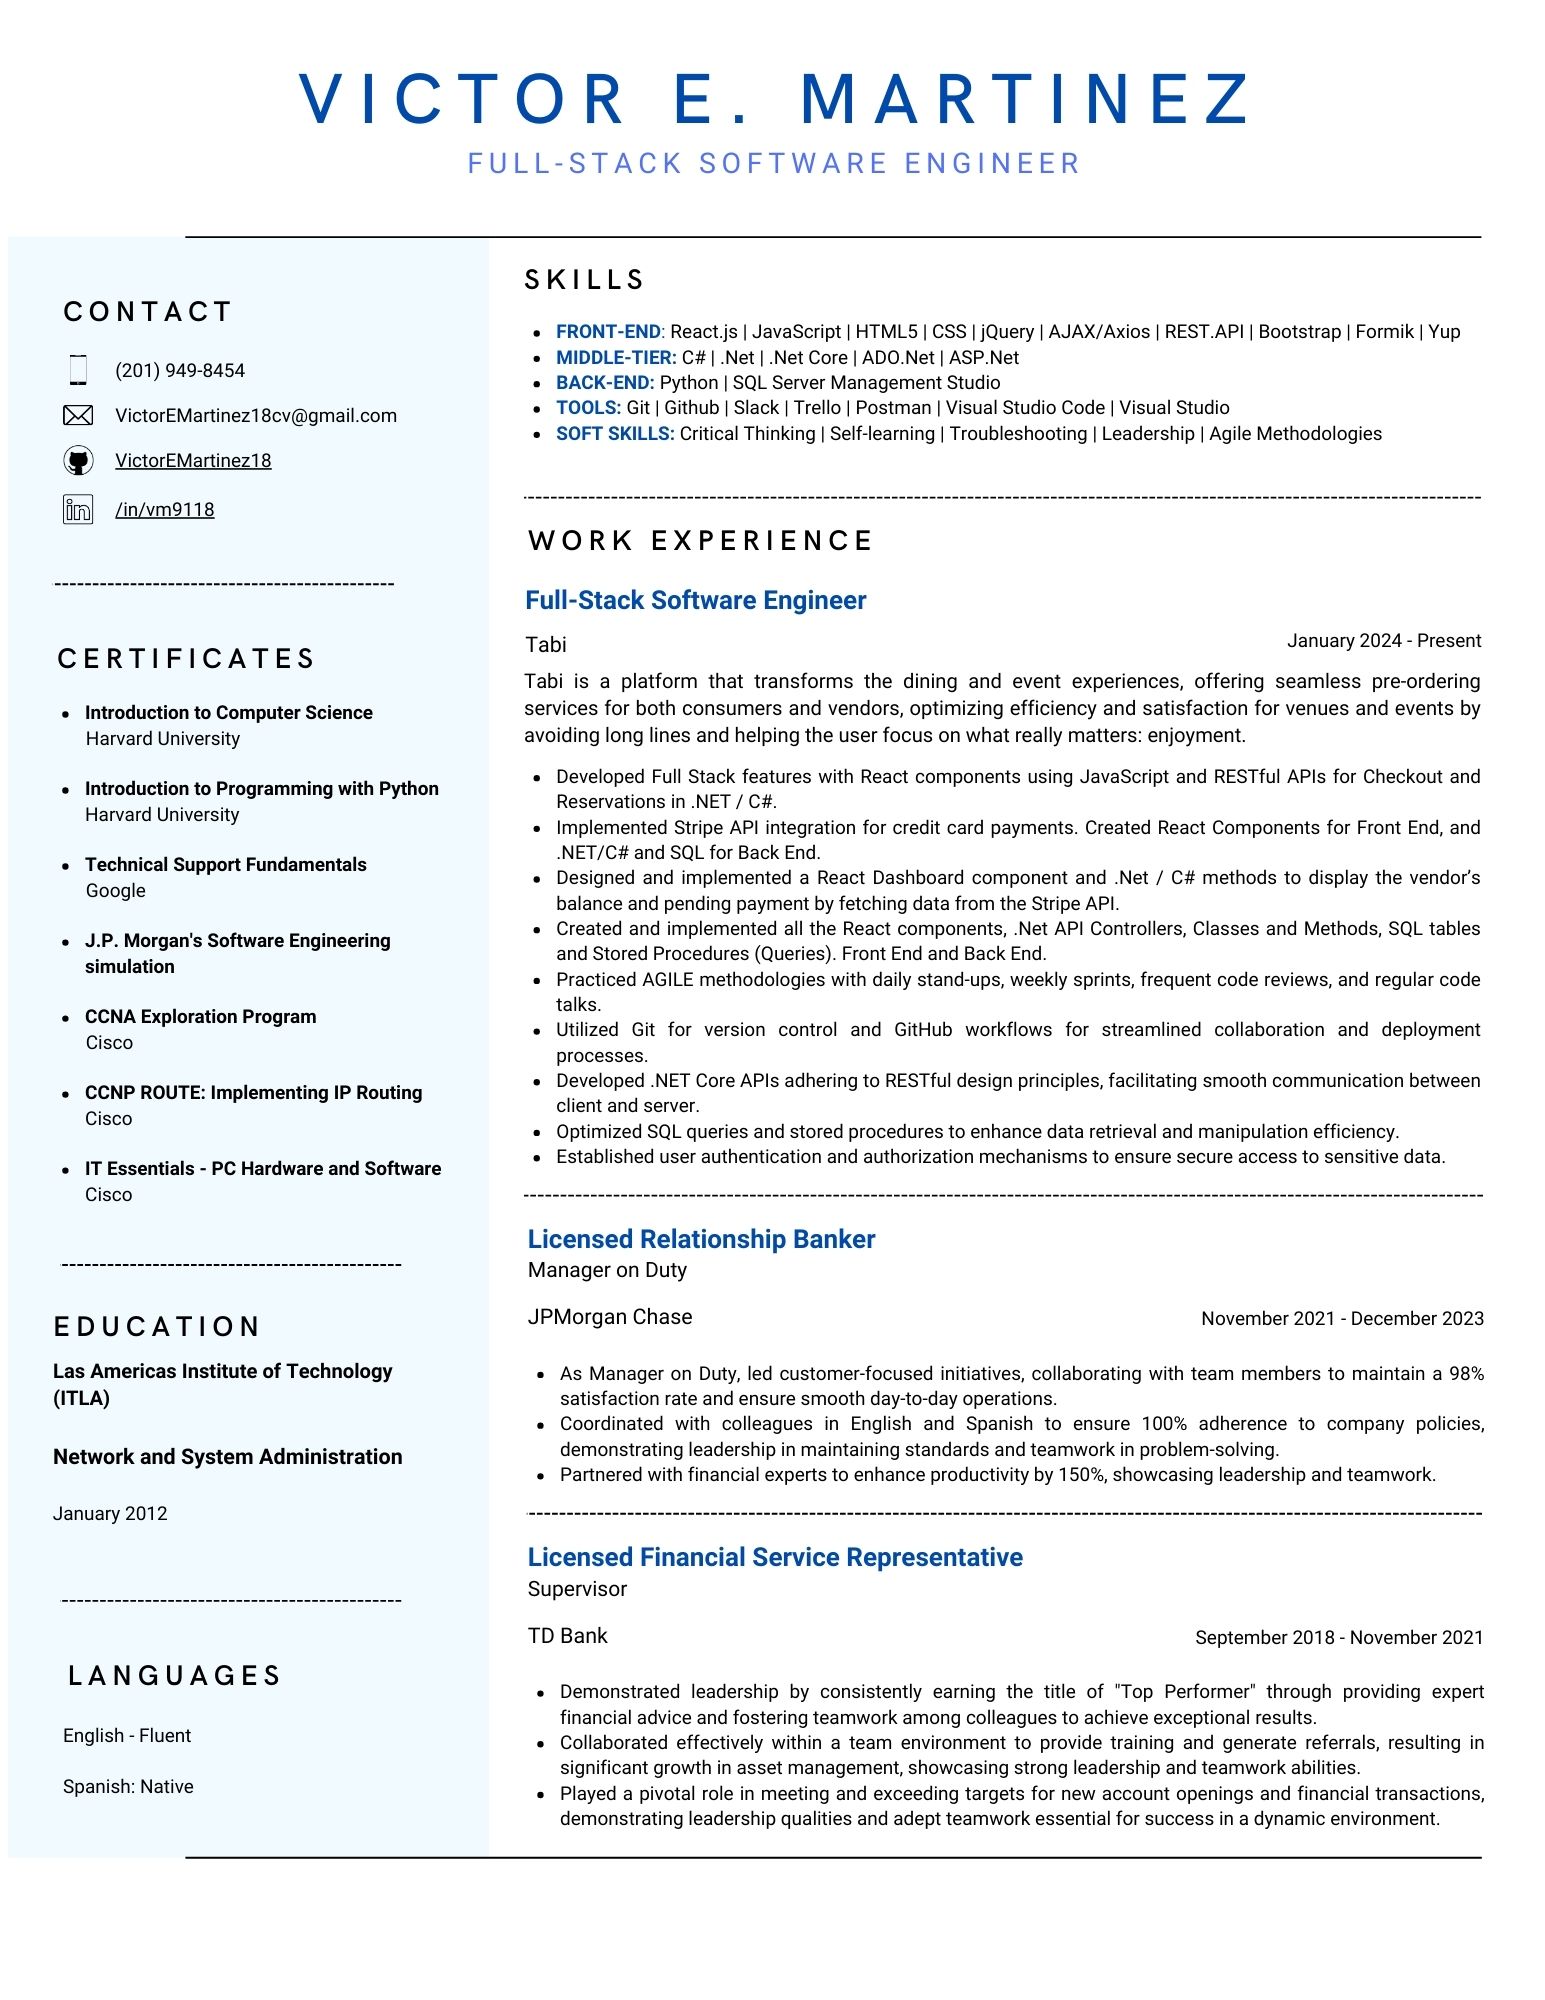 VICTOR E. MARTINEZ
FULL-STACK SOFTWARE ENGINEER
CONTACT
(201) 949-8454
VictorEMartinez18cv@gmail.com
VictorEMartinez18
/in/vm9118
CERTIFICATES
• Introduction to Computer Science
Harvard University
• Introduction to Programming with Python
Harvard University
• Technical Support Fundamentals
Google
• J.P. Morgan's Software Engineering
simulation
• CCNA Exploration Program
Cisco
• CCNP ROUTE: Implementing IP Routing
Cisco
• IT Essentials - PC Hardware and Software
Cisco
EDUCATION
Las Americas Institute of Technology
(ITLA)
Network and System Administration
January 2012
LANGUAGES
English - Fluent
Spanish: Native
SKILLS
• FRONT-END: React.js | JavaScript | HTML5 | CSS | jQuery | AJAX/Axios | REST.API | Bootstrap | Formik | Yup
• MIDDLE-TIER: C# | .Net | .Net Core | ADO.Net | ASP.Net
• BACK-END: Python | SQL Server Management Studio
• TOOLS: Git | Github | Slack | Trello | Postman | Visual Studio Code | Visual Studio
• SOFT SKILLS: Critical Thinking | Self-learning | Troubleshooting | Leadership | Agile Methodologies
WORK EXPERIENCE
Full-Stack Software Engineer
Tabi January 2024 - Present
Tabi is a platform that transforms the dining and event experiences, offering seamless pre-ordering
services for both consumers and vendors, optimizing efficiency and satisfaction for venues and events by
avoiding long lines and helping the user focus on what really matters: enjoyment.
• Developed Full Stack features with React components using JavaScript and RESTful APIs for Checkout and
Reservations in .NET / C#.
• Implemented Stripe API integration for credit card payments. Created React Components for Front End, and
.NET/C# and SQL for Back End.
• Designed and implemented a React Dashboard component and .Net / C# methods to display the vendor’s
balance and pending payment by fetching data from the Stripe API.
• Created and implemented all the React components, .Net API Controllers, Classes and Methods, SQL tables
and Stored Procedures (Queries). Front End and Back End.
• Practiced AGILE methodologies with daily stand-ups, weekly sprints, frequent code reviews, and regular code
talks.
• Utilized Git for version control and GitHub workflows for streamlined collaboration and deployment
processes.
• Developed .NET Core APIs adhering to RESTful design principles, facilitating smooth communication between
client and server.
• Optimized SQL queries and stored procedures to enhance data retrieval and manipulation efficiency.
• Established user authentication and authorization mechanisms to ensure secure access to sensitive data.
Licensed Relationship Banker
Manager on Duty
JPMorgan Chase November 2021 - December 2023
• As Manager on Duty, led customer-focused initiatives, collaborating with team members to maintain a 98%
satisfaction rate and ensure smooth day-to-day operations.
• Coordinated with colleagues in English and Spanish to ensure 100% adherence to company policies,
demonstrating leadership in maintaining standards and teamwork in problem-solving.
• Partnered with financial experts to enhance productivity by 150%, showcasing leadership and teamwork.
Licensed Financial Service Representative
Supervisor
TD Bank September 2018 - November 2021
• Demonstrated leadership by consistently earning the title of "Top Performer" through providing expert
financial advice and fostering teamwork among colleagues to achieve exceptional results.
• Collaborated effectively within a team environment to provide training and generate referrals, resulting in
significant growth in asset management, showcasing strong leadership and teamwork abilities.
• Played a pivotal role in meeting and exceeding targets for new account openings and financial transactions,
demonstrating leadership qualities and adept teamwork essential for success in a dynamic environment.